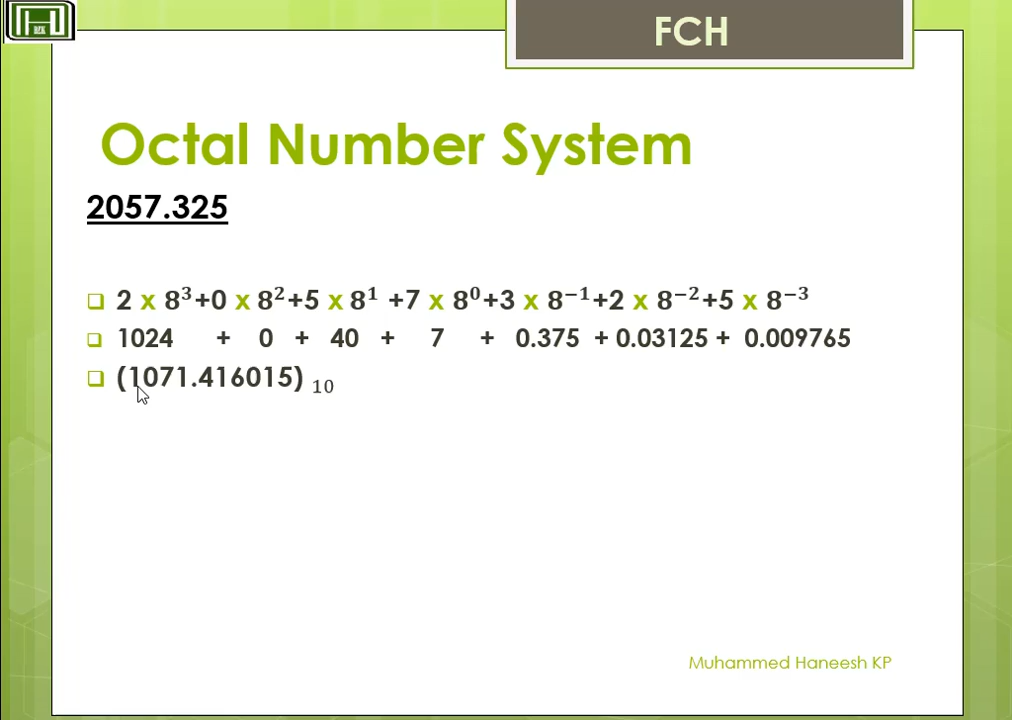 FCH
Octal Number System
2057.325
2 x 8³+0 x 8²+5 x 8¹ +7 x 8⁰+3 x 8⁻¹+2 x 8⁻²+5 x 8⁻³
1024 + 0 + 40 + 7 + 0.375 + 0.03125 + 0.009765
(1071.416015) ₁₀
Muhammed Haneesh KP